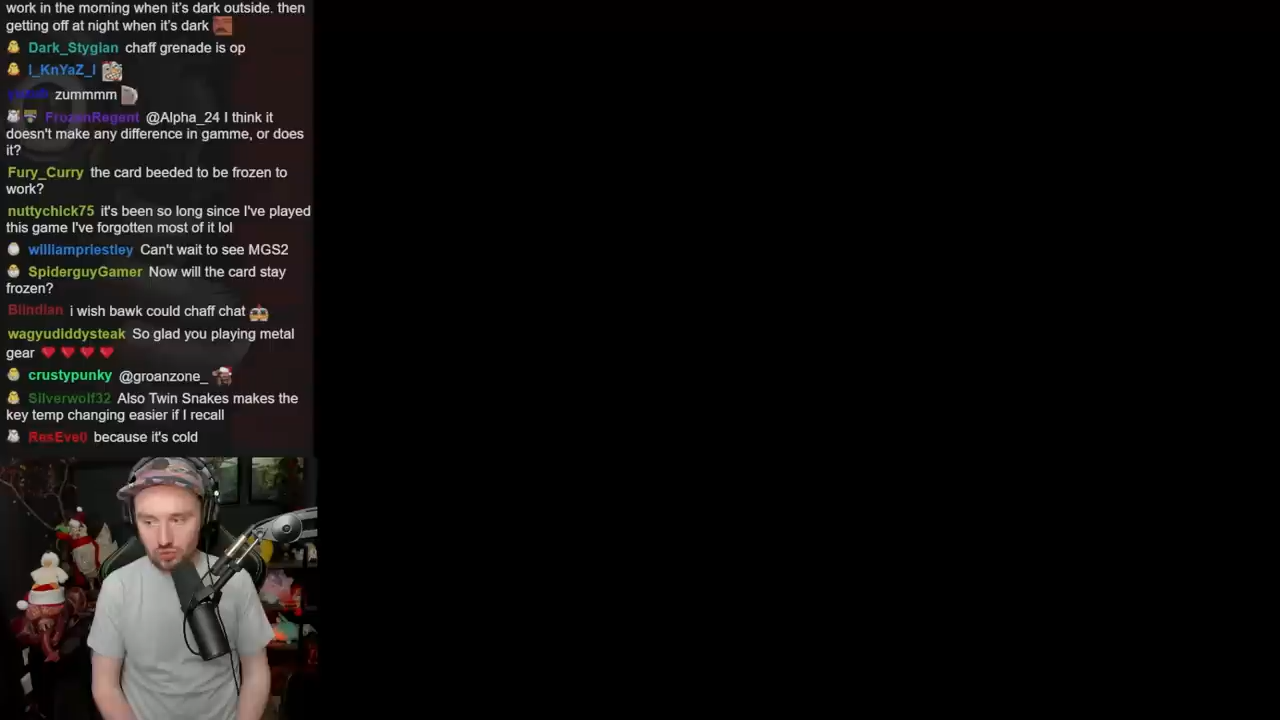 work in the morning when it's dark outside. then
getting off at night when it's dark
Dark_Stygian chaff grenade is op
I_KnYaZ_I
zummmm
FrozenRegent @Alpha_24 I think it
doesn't make any difference in gamme, or does
it?
Fury_Curry the card beeded to be frozen to
work?
nuttychick75 it's been so long since I've played
this game I've forgotten most of it lol
williampriestley Can't wait to see MGS2
SpiderguyGamer Now will the card stay
frozen?
Blindian i wish bawk could chaff chat
wagyudiddysteak So glad you playing metal
gear
crustypunky @groanzone_
Silverwolf32 Also Twin Snakes makes the
key temp changing easier if I recall
because it's cold